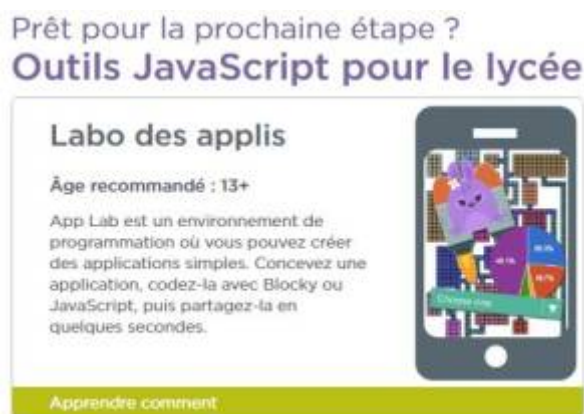 Prêt pour la prochaine étape ?
Outils JavaScript pour le lycée
Labo des applis
Âge recommandé : 13+
App Lab est un environnement de
programmation où vous pouvez créer
des applications simples. Concevez une
application, codez-la avec Blocky ou
JavaScript, puis partagez-la en
quelques secondes.
Choose one
Apprendre comment